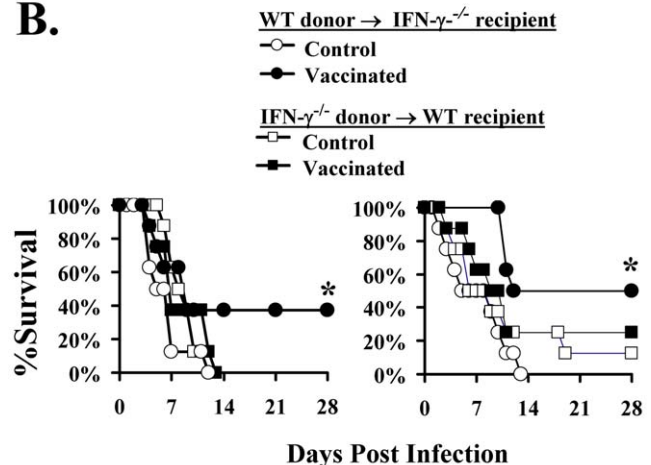 B.
WT donor → IFN-γ-⁻/⁻ recipient
Control
Vaccinated
IFN-γ⁻/⁻ donor → WT recipient
Control
Vaccinated
%Survival
100%
80%
60%
40%
20%
0%
*
0 7 14 21 28
100%
80%
60%
40%
20%
0%
*
0 7 14 21 28
Days Post Infection